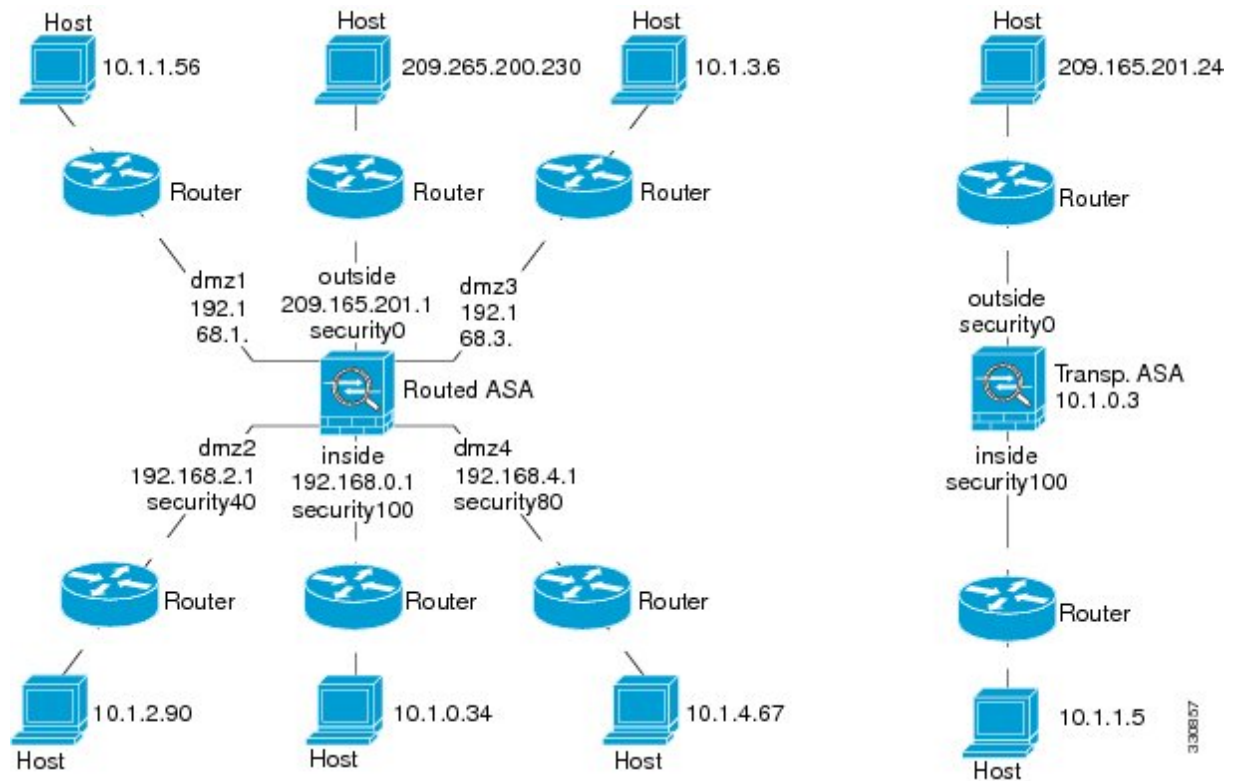 Host
10.1.1.56
Host
209.265.200.230
Host
10.1.3.6
Host
209.165.201.24
Router
Router
Router
Router
dmz1
192.1
68.1.
outside
209.165.201.1
security0
dmz3
192.1
68.3.
outside
security0
Routed ASA
Transp. ASA
10.1.0.3
dmz2
192.168.2.1
security40
inside
192.168.0.1
security100
dmz4
192.168.4.1
security80
inside
security100
Router
Router
Router
Router
10.1.2.90
Host
10.1.0.34
Host
10.1.4.67
Host
10.1.1.5
Host
330857